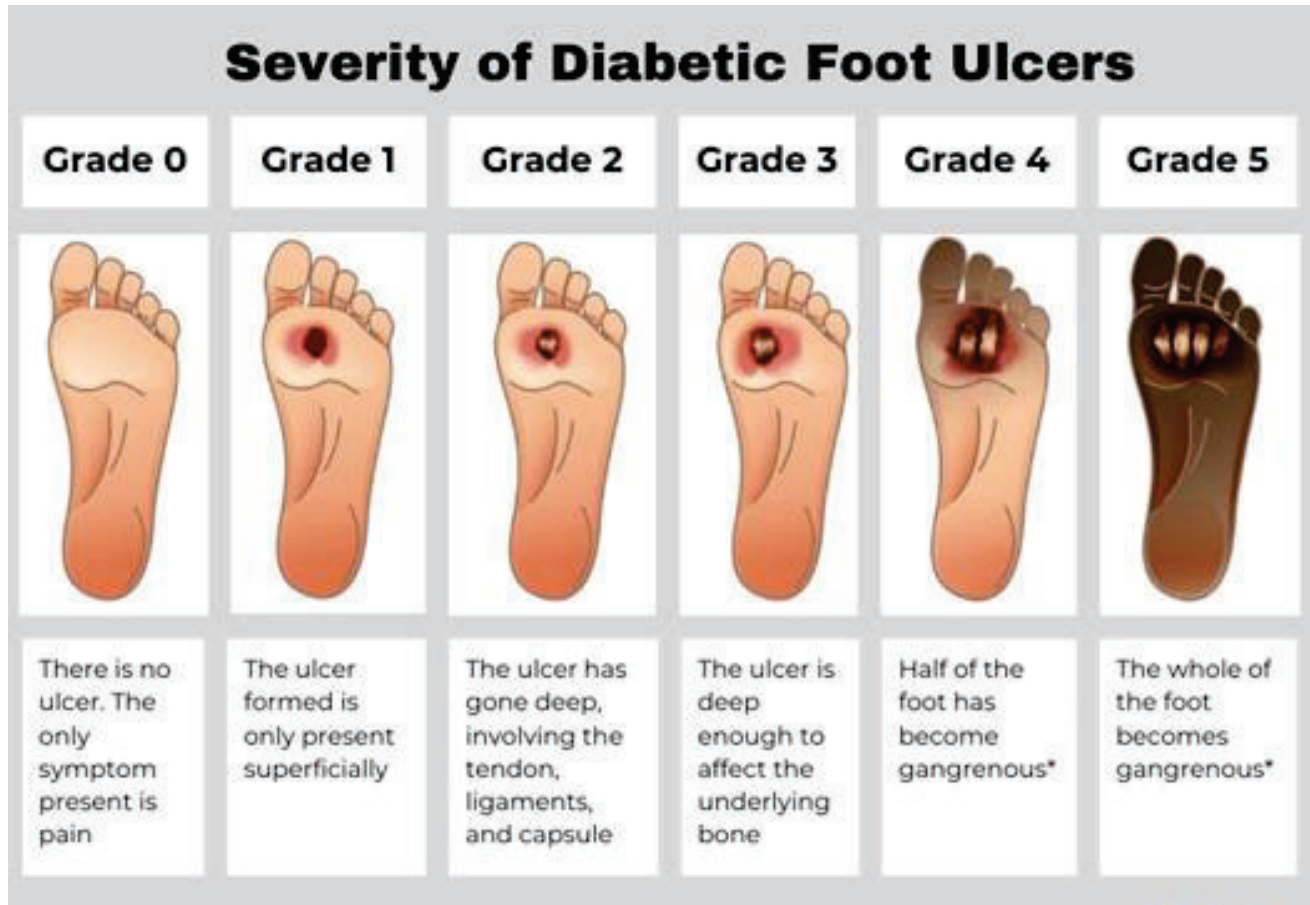 Severity of Diabetic Foot Ulcers
Grade 0
Grade 1
Grade 2
Grade 3
Grade 4
Grade 5
There is no
ulcer. The
only
symptom
present is
pain
The ulcer
formed is
only present
superficially
The ulcer has
gone deep,
involving the
tendon,
ligaments,
and capsule
The ulcer is
deep
enough to
affect the
underlying
bone
Half of the
foot has
become
gangrenous*
The whole of
the foot
becomes
gangrenous*